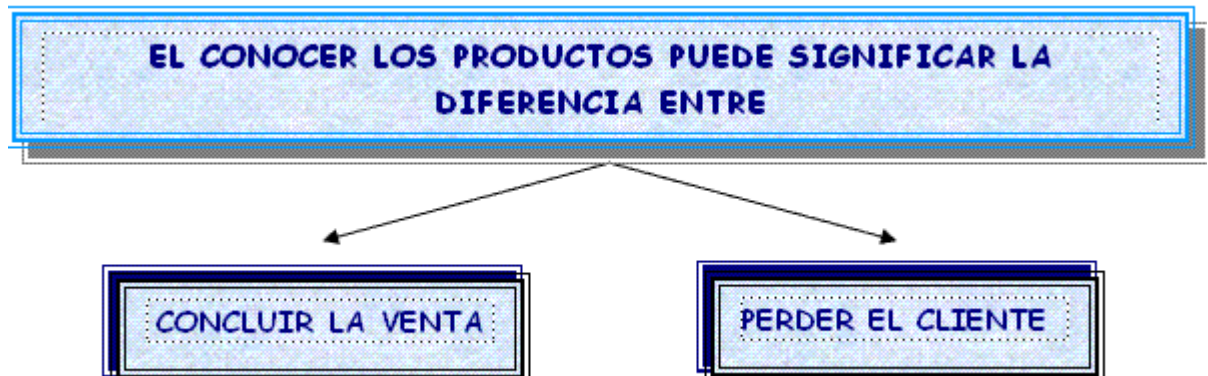 EL CONOCER LOS PRODUCTOS PUEDE SIGNIFICAR LA
DIFERENCIA ENTRE
CONCLUIR LA VENTA
PERDER EL CLIENTE